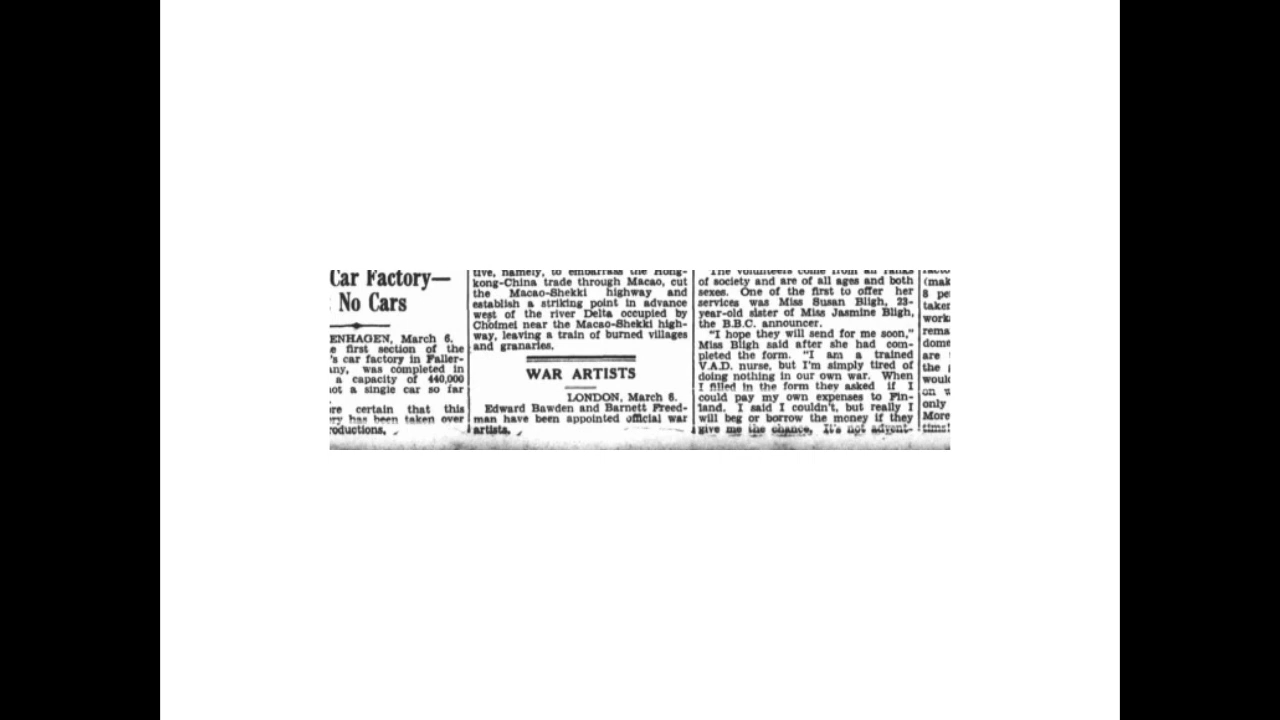 Car Factory—
No Cars
ENHAGEN, March 6.
e first section of the
's car factory in Faller-
any, was completed in
a capacity of 440,000
not a single car so far
re certain that this
ry has been taken over
roductions.
tive, namely, to embarrass the Hong-
kong-China trade through Macao, cut
the Macao-Shekki highway and
establish a striking point in advance
west of the river Delta occupied by
Choimei near the Macao-Shekki high-
way, leaving a train of burned villages
and granaries.
WAR ARTISTS
LONDON, March 6.
Edward Bawden and Barnett Freed-
man have been appointed official war
artists.
The volunteers come from all ranks
of society and are of all ages and both
sexes. One of the first to offer her
services was Miss Susan Bligh, 23-
year-old sister of Miss Jasmine Bligh,
the B.B.C. announcer.
"I hope they will send for me soon,"
Miss Bligh said after she had com-
pleted the form. "I am a trained
V.A.D. nurse, but I'm simply tired of
doing nothing in our own war. When
I filled in the form they asked if I
could pay my own expenses to Fin-
land. I said I couldn't, but really I
will beg or borrow the money if they
give me the chance. It's not advent-
facto
(mak
8 pe
taken
work
rema
dome
are
the
would
on w
only
More
times